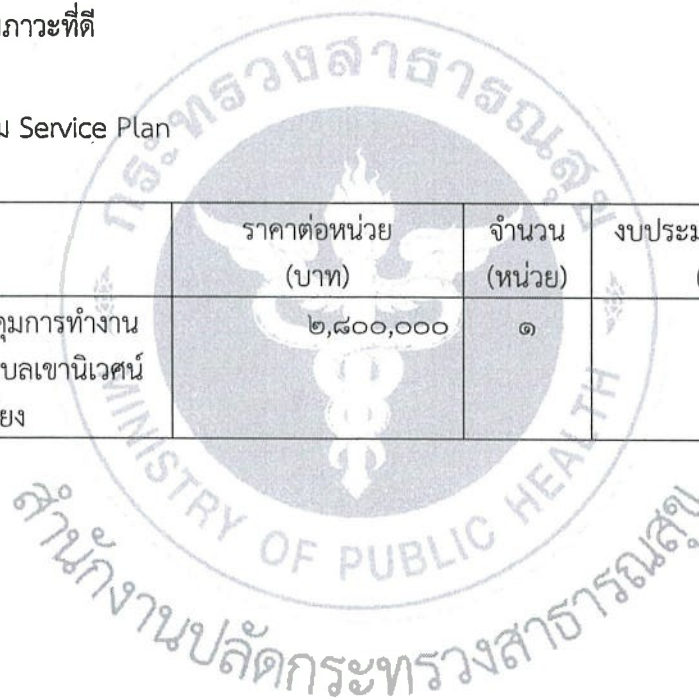 ภาวะที่ดี
ม Service Plan
ราคาต่อหน่วย
(บาท)
จำนวน
(หน่วย)
งบประม
(
คุมการทำงาน
๒,๘๐๐,๐๐๐
๑
บลเขานิเวศน์
ยง
กระทรวงสาธารณสุข
MINISTRY OF PUBLIC HEALTH
สำนักงานปลัดกระทรวงสาธารณสุข